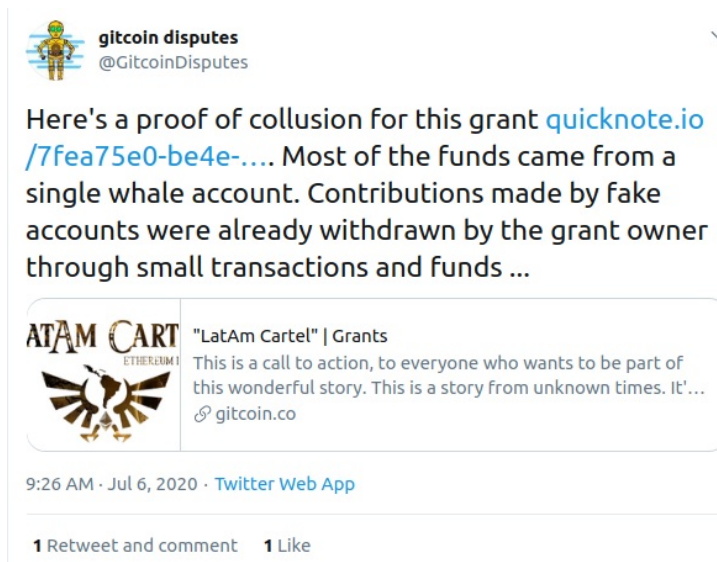 gitcoin disputes
@GitcoinDisputes
Here's a proof of collusion for this grant quicknote.io
/7fea75e0-be4e-…. Most of the funds came from a
single whale account. Contributions made by fake
accounts were already withdrawn by the grant owner
through small transactions and funds ...
ATAM CART
ETHEREUM
"LatAm Cartel" | Grants
This is a call to action, to everyone who wants to be part of
this wonderful story. This is a story from unknown times. It'...
gitcoin.co
9:26 AM · Jul 6, 2020 · Twitter Web App
1 Retweet and comment 1 Like